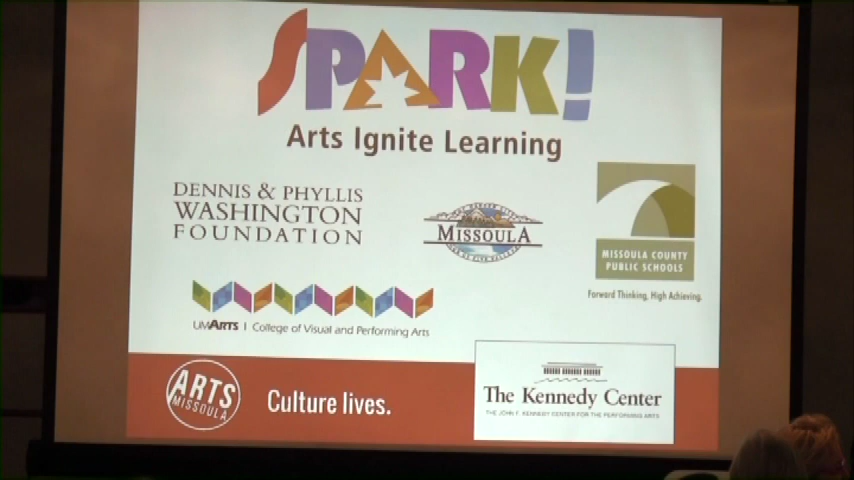 SPARK!
Arts Ignite Learning
DENNIS & PHYLLIS
WASHINGTON
FOUNDATION
MISSOULA
MISSOULA COUNTY
PUBLIC SCHOOLS
Forward Thinking, High Achieving.
UMARTS | College of Visual and Performing Arts
ARTS
MISSOULA
Culture lives.
The Kennedy Center
THE JOHN F. KENNEDY CENTER FOR THE PERFORMING ARTS